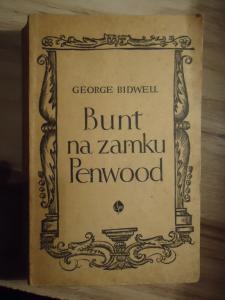 GEORGE BIDWELL
Bunt
na zamku
Penwood